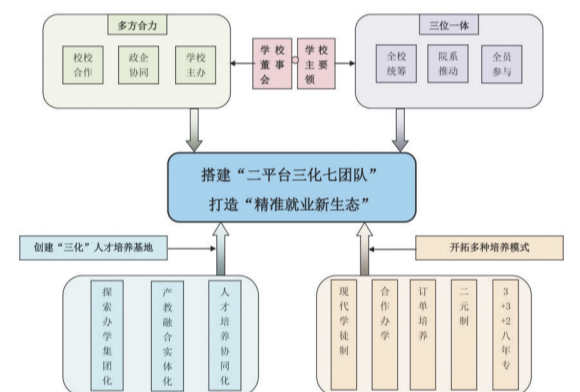 多方合力
校校
合作
政企
协同
学校
主办
学校
董事
会
学校
主要
领
三位一体
全校
统筹
院系
推动
全员
参与
搭建“二平台三化七团队”
打造“精准就业新生态”
创建“三化”人才培养基地
开拓多种培养模式
探索办学集团化
产教融合实体化
人才培养协同化
现代学徒制
合作办学
订单培养
二元制
3+3+2八年专